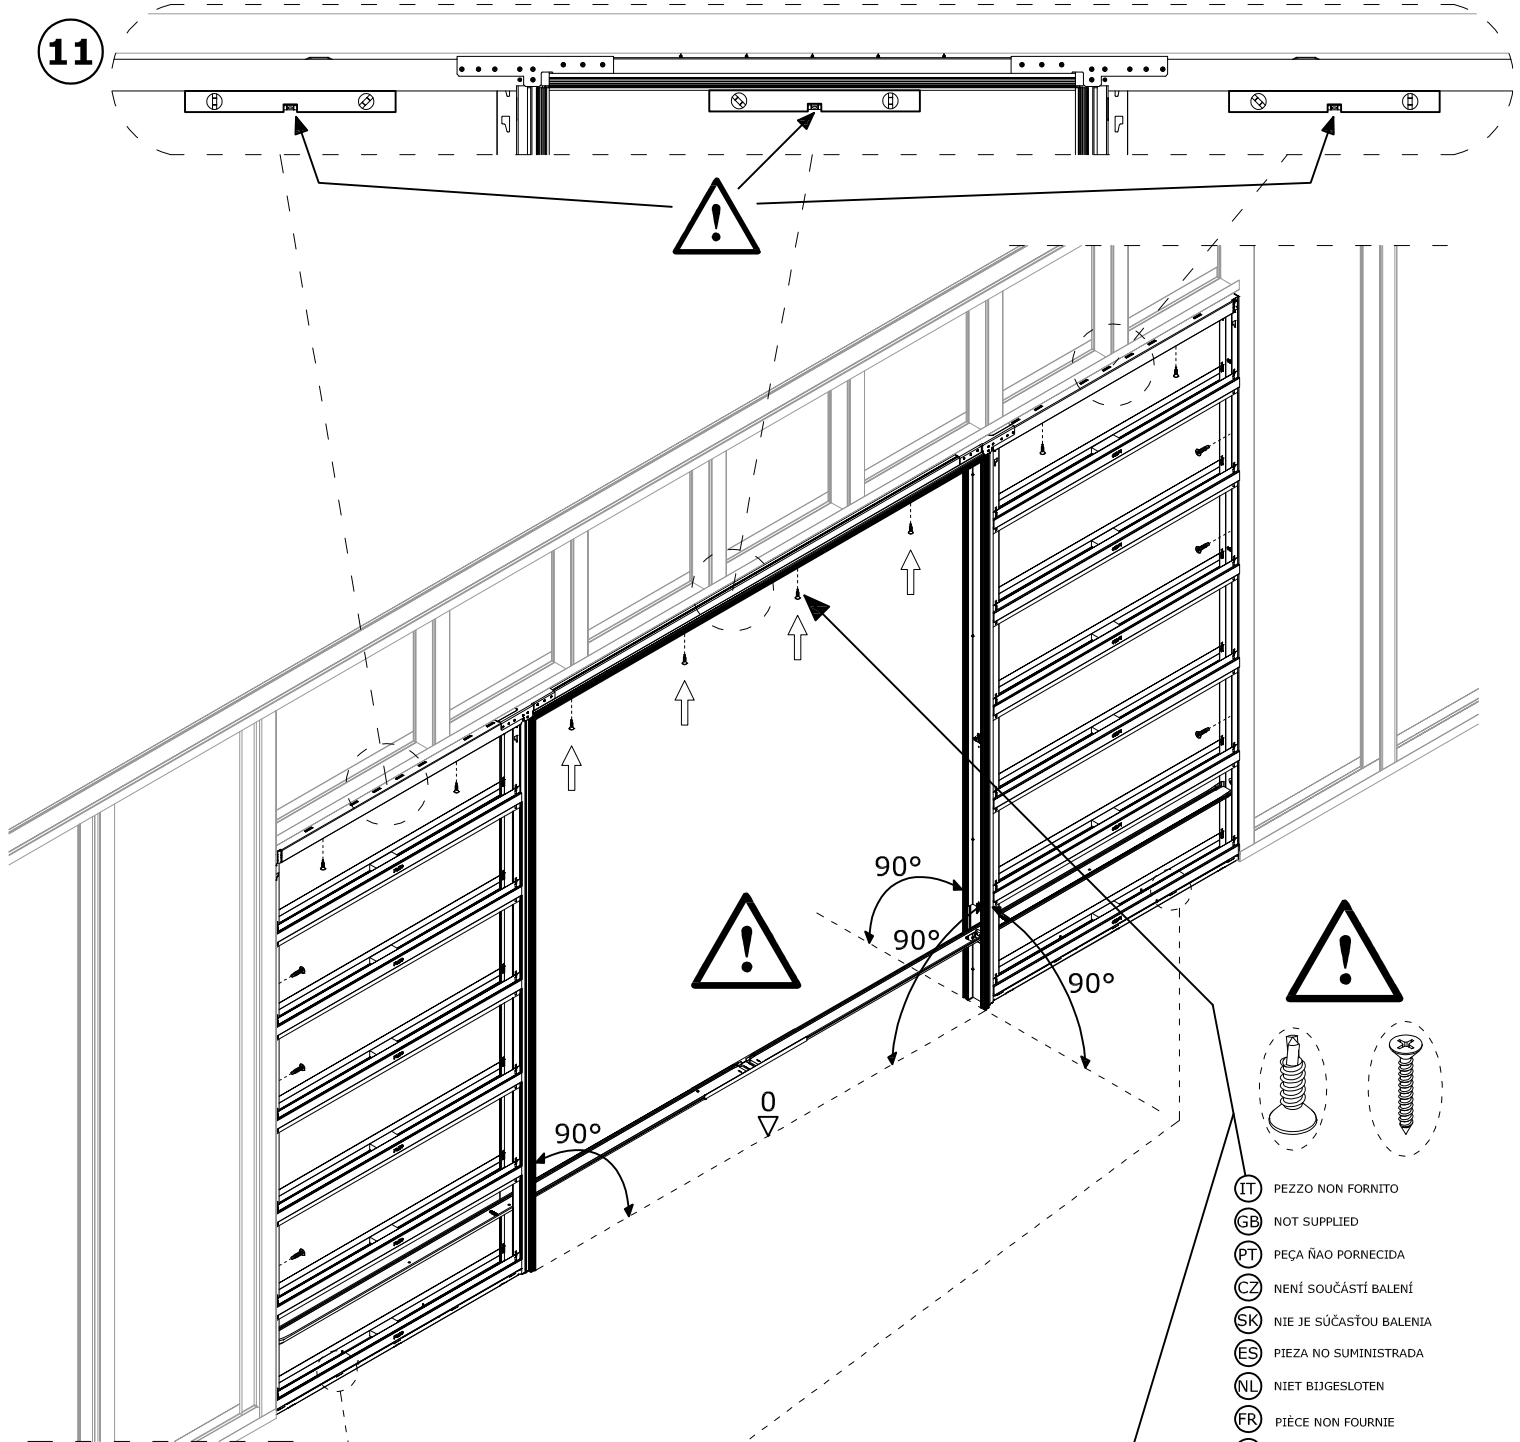 11
90°
90°
90°
0
90°
IT PEZZO NON FORNITO
GB NOT SUPPLIED
PT PEÇA ÑAO PORNECIDA
CZ NENÍ SOUČÁSTÍ BALENÍ
SK NIE JE SÚČASŤOU BALENIA
ES PIEZA NO SUMINISTRADA
NL NIET BIJGESLOTEN
FR PIÈCE NON FOURNIE